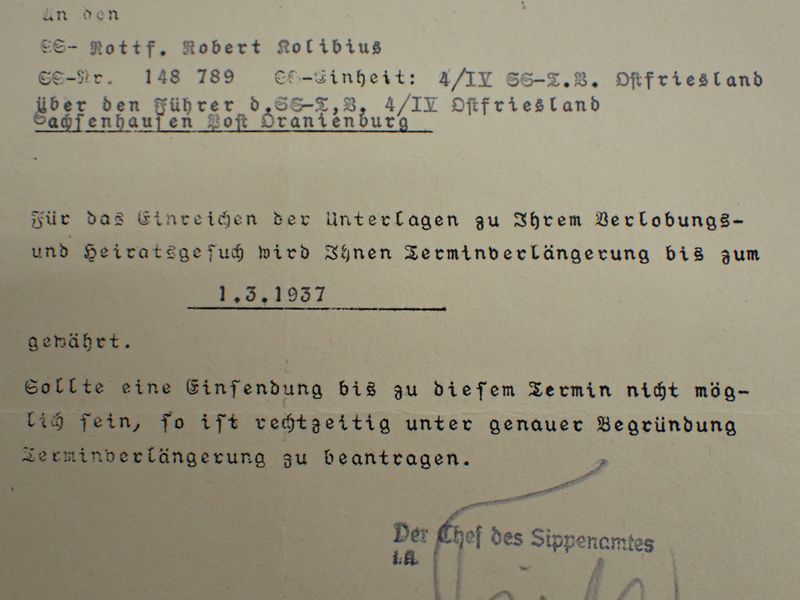 An den
SS-Rottf. Robert Kolibius
SS-Nr. 148 789 SS-Einheit: 4/IV SS-T.V. Ostfriesland
über den Führer d.SS-T,V. 4/IV Ostfriesland
Sachsenhausen Post Oranienburg
Für das Einreichen der Unterlagen zu Ihrem Verlobungs-
und Heiratsgesuch wird Ihnen Terminverlängerung bis zum
1.3.1937
gewährt.
Sollte eine Einsendung bis zu diesem Termin nicht mög-
lich sein, so ist rechtzeitig unter genauer Begründung
Terminverlängerung zu beantragen.
Der Chef des Sippenamtes
i.A.